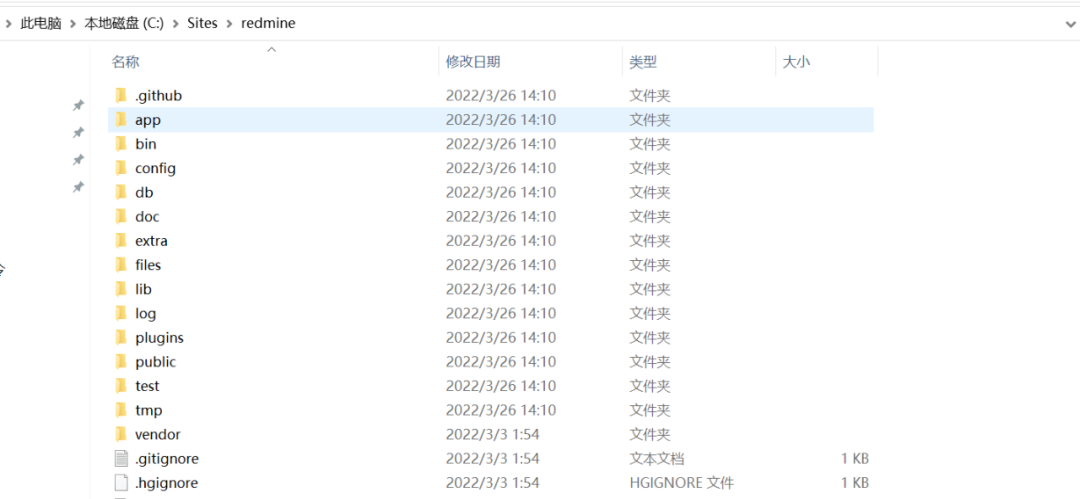 此电脑 > 本地磁盘 (C:) > Sites > redmine
名称 修改日期 类型 大小
.github 2022/3/26 14:10 文件夹
app 2022/3/26 14:10 文件夹
bin 2022/3/26 14:10 文件夹
config 2022/3/26 14:10 文件夹
db 2022/3/26 14:10 文件夹
doc 2022/3/26 14:10 文件夹
extra 2022/3/26 14:10 文件夹
files 2022/3/26 14:10 文件夹
lib 2022/3/26 14:10 文件夹
log 2022/3/26 14:10 文件夹
plugins 2022/3/26 14:10 文件夹
public 2022/3/26 14:10 文件夹
test 2022/3/26 14:10 文件夹
tmp 2022/3/26 14:10 文件夹
vendor 2022/3/3 1:54 文件夹
.gitignore 2022/3/3 1:54 文本文档 1 KB
.hgignore 2022/3/3 1:54 HGIGNORE 文件 1 KB